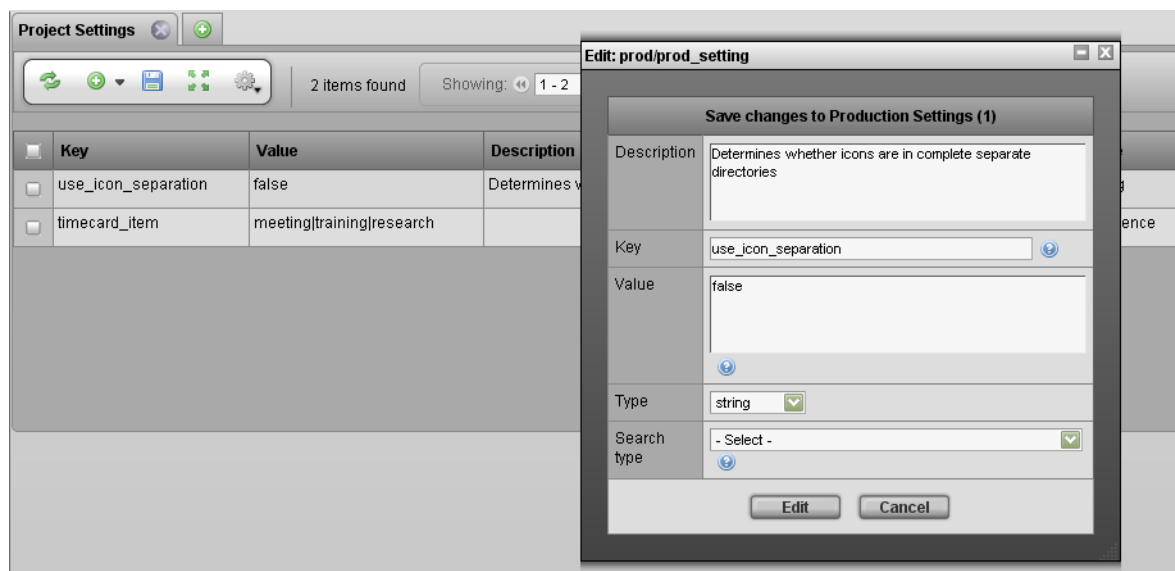 Project Settings
2 items found
Showing:
1 - 2
Key
Value
Description
use_icon_separation
false
Determines
timecard_item
meeting|training|research
ence
Edit: prod/prod_setting
Save changes to Production Settings (1)
Description
Determines whether icons are in complete separate
directories
Key
use_icon_separation
Value
false
Type
string
Search
type
- Select -
Edit
Cancel